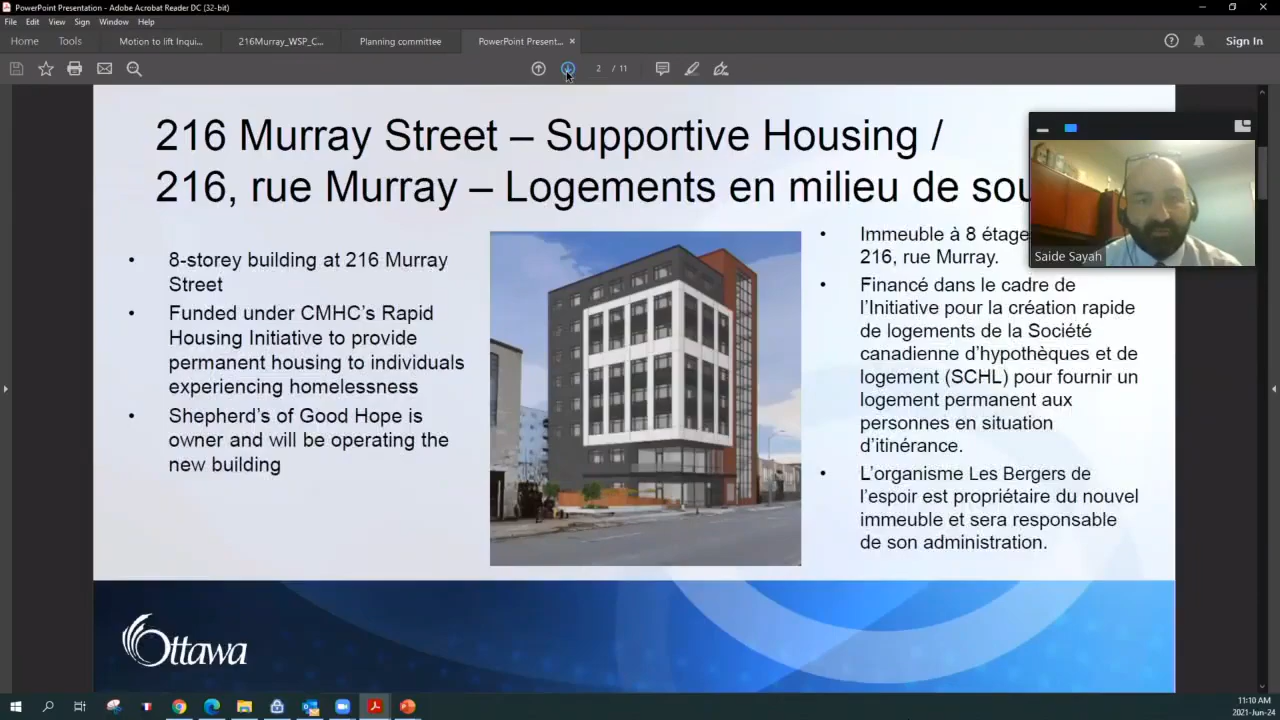 PowerPoint Presentation - Adobe Acrobat Reader DC (32-bit)
File Edit View Sign Window Help
Home Tools Motion to lift Inqui... 216Murray_WSP_C... Planning committee PowerPoint Present... × Sign In
2 / 11
216 Murray Street – Supportive Housing /
216, rue Murray – Logements en milieu de sou
8-storey building at 216 Murray
Street
Funded under CMHC’s Rapid
Housing Initiative to provide
permanent housing to individuals
experiencing homelessness
Shepherd’s of Good Hope is
owner and will be operating the
new building
Immeuble à 8 étage
216, rue Murray.
Financé dans le cadre de
l’Initiative pour la création rapide
de logements de la Société
canadienne d’hypothèques et de
logement (SCHL) pour fournir un
logement permanent aux
personnes en situation
d’itinérance.
L’organisme Les Bergers de
l’espoir est propriétaire du nouvel
immeuble et sera responsable
de son administration.
Saide Sayah
Ottawa
11:10 AM
2021-Jun-24